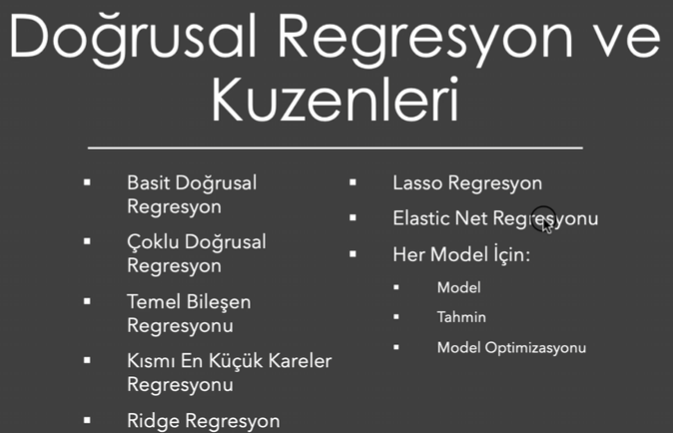 Doğrusal Regresyon ve
Kuzenleri
Basit Doğrusal
Regresyon
Çoklu Doğrusal
Regresyon
Temel Bileşen
Regresyonu
Kısmı En Küçük Kareler
Regresyonu
Ridge Regresyon
Lasso Regresyon
Elastic Net Regresyonu
Her Model İçin:
Model
Tahmin
Model Optimizasyonu